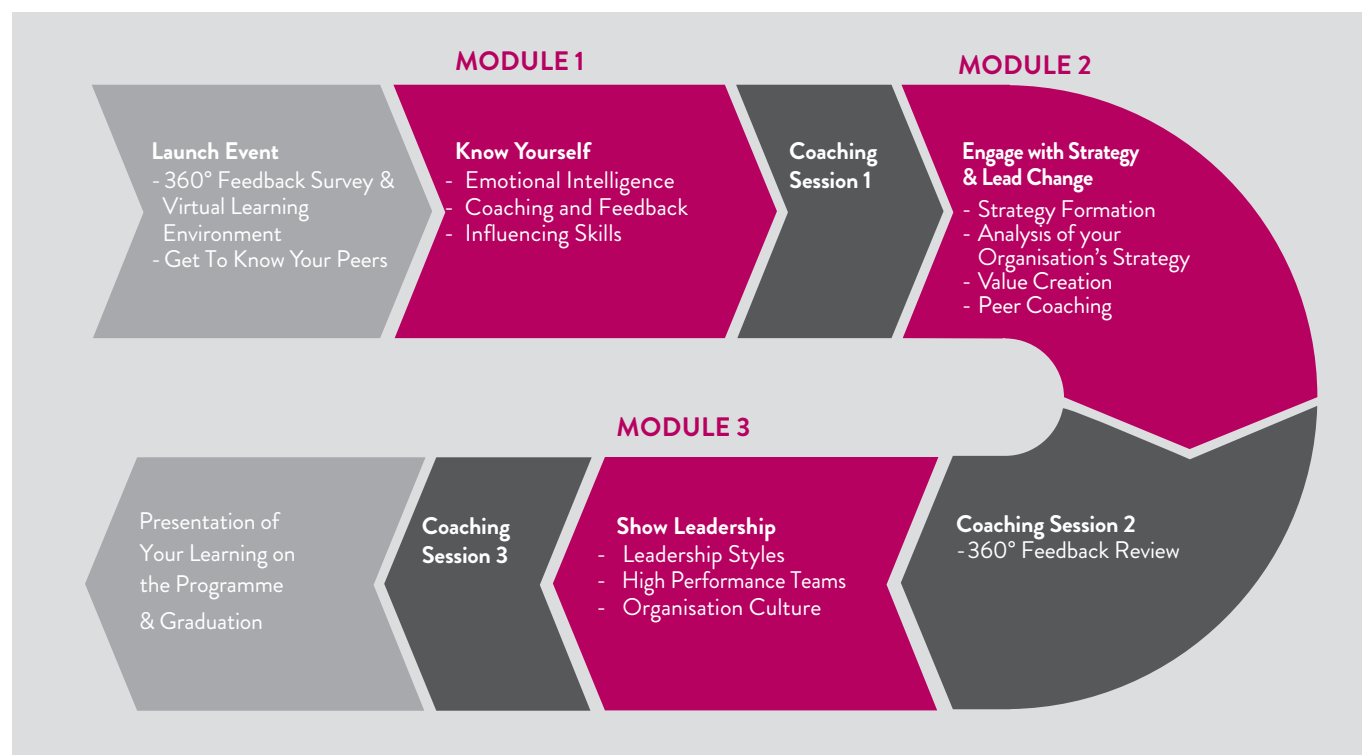 MODULE 1
MODULE 2
Launch Event
- 360° Feedback Survey &
Virtual Learning
Environment
- Get To Know Your Peers
Know Yourself
- Emotional Intelligence
- Coaching and Feedback
- Influencing Skills
Coaching
Session 1
Engage with Strategy
& Lead Change
- Strategy Formation
- Analysis of your
Organisation's Strategy
- Value Creation
- Peer Coaching
Coaching Session 2
- 360° Feedback Review
MODULE 3
Show Leadership
- Leadership Styles
- High Performance Teams
- Organisation Culture
Coaching
Session 3
Presentation of
Your Learning on
the Programme
& Graduation